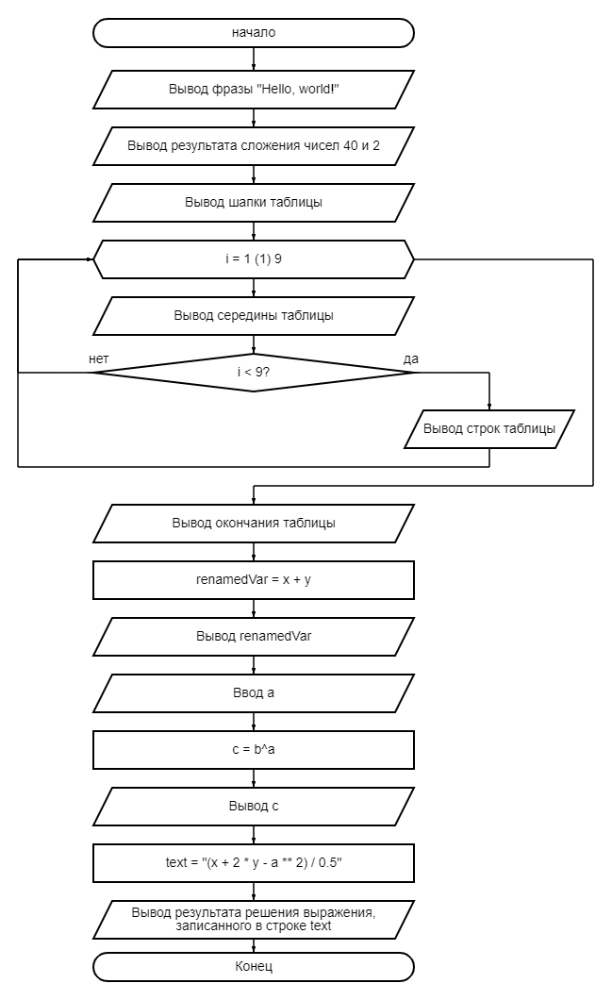 начало
Вывод фразы "Hello, world!"
Вывод результата сложения чисел 40 и 2
Вывод шапки таблицы
i = 1 (1) 9
Вывод середины таблицы
нет
да
i < 9?
Вывод строк таблицы
Вывод окончания таблицы
renamedVar = x + y
Вывод renamedVar
Ввод a
c = b^a
Вывод c
text = "(x + 2 * y - a ** 2) / 0.5"
Вывод результата решения выражения,
записанного в строке text
Конец